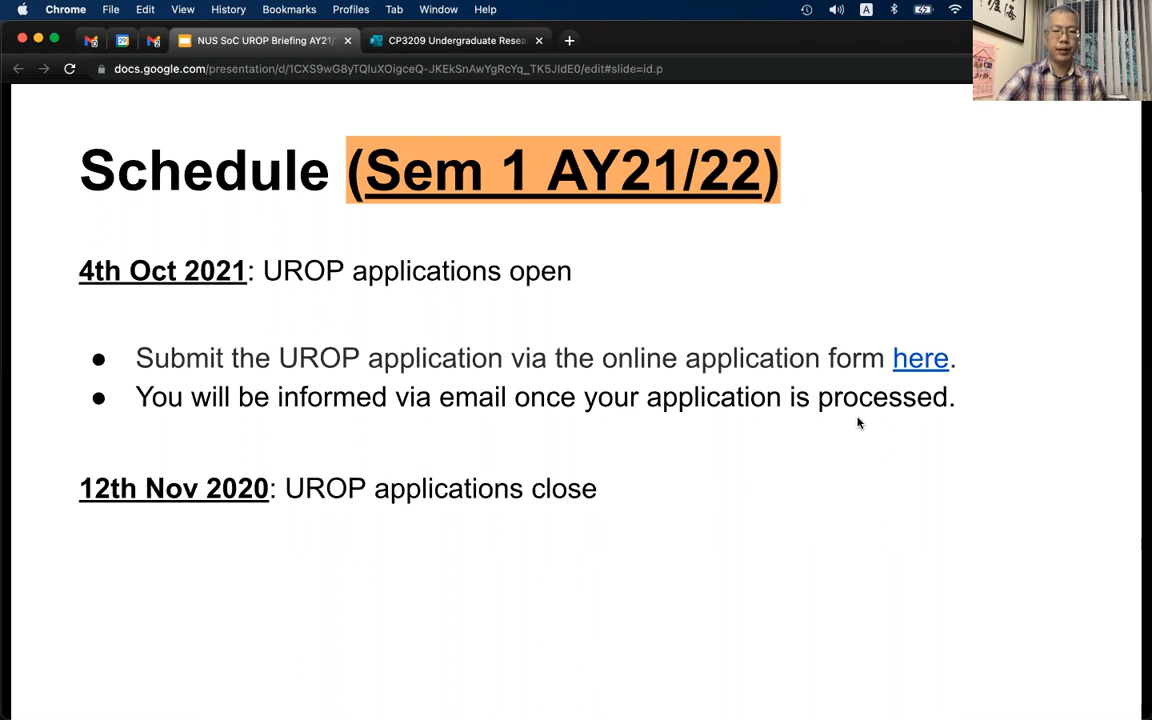 Chrome File Edit View History Bookmarks Profiles Tab Window Help A
NUS SoC UROP Briefing AY21/ CP3209 Undergraduate Resea
docs.google.com/presentation/d/1CXS9wG8yTQluXOigceQ-JKEkSnAwYgRcYq_TK5JIdE0/edit#slide=id.p
Schedule (Sem 1 AY21/22)
4th Oct 2021: UROP applications open
● Submit the UROP application via the online application form here.
● You will be informed via email once your application is processed.
12th Nov 2020: UROP applications close